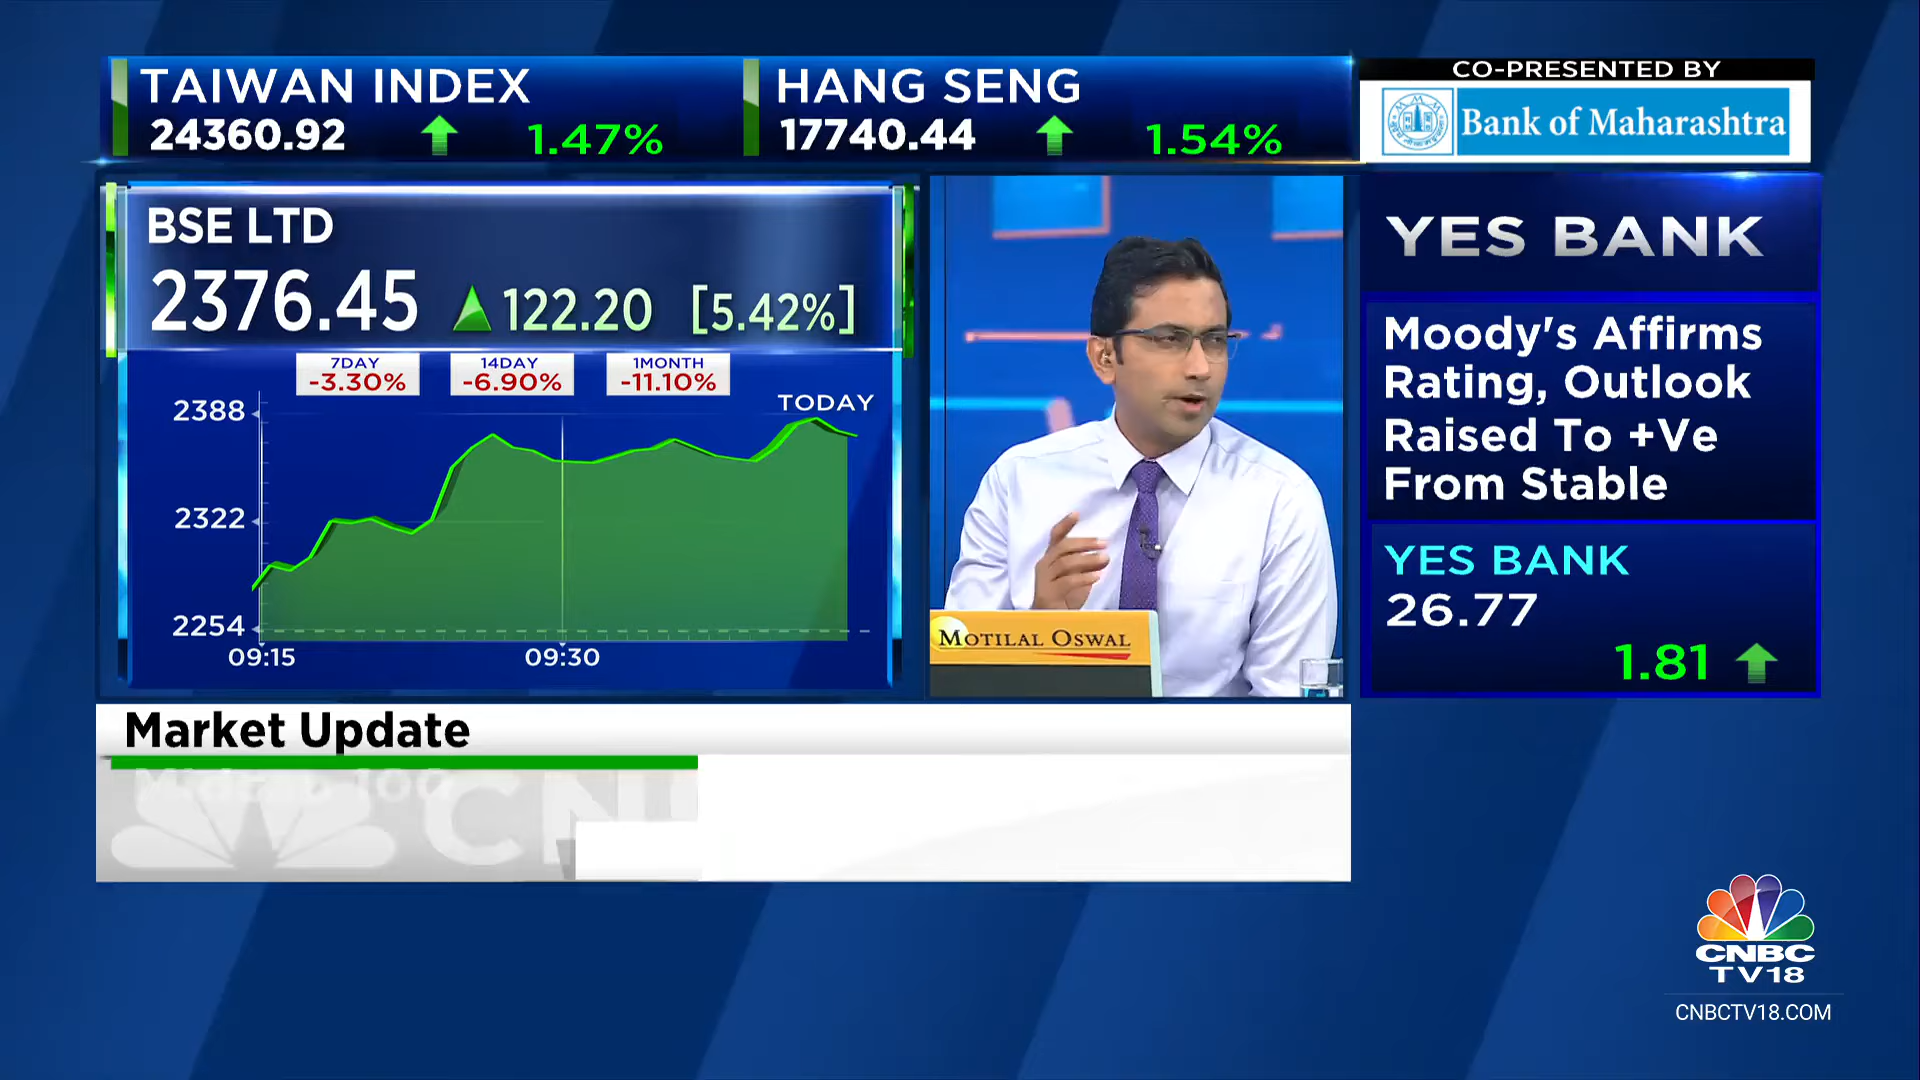 TAIWAN INDEX
24360.92 1.47%
HANG SENG
17740.44 1.54%
CO-PRESENTED BY
Bank of Maharashtra
BSE LTD
2376.45 122.20 [5.42%]
7DAY
-3.30%
14DAY
-6.90%
1MONTH
-11.10%
TODAY
2388
2322
2254
09:15 09:30
MOTILAL OSWAL
YES BANK
Moody's Affirms
Rating, Outlook
Raised To +Ve
From Stable
YES BANK
26.77
1.81
Market Update
CNBC
TV18
CNBCTV18.COM